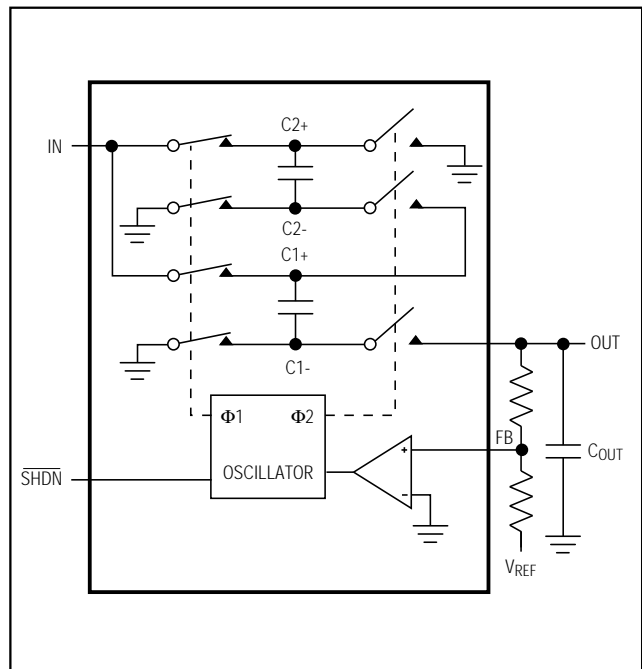 C2+
IN
C2-
C1+
C1-
OUT
Φ1
Φ2
FB
+
-
COUT
SHDN
OSCILLATOR
VREF